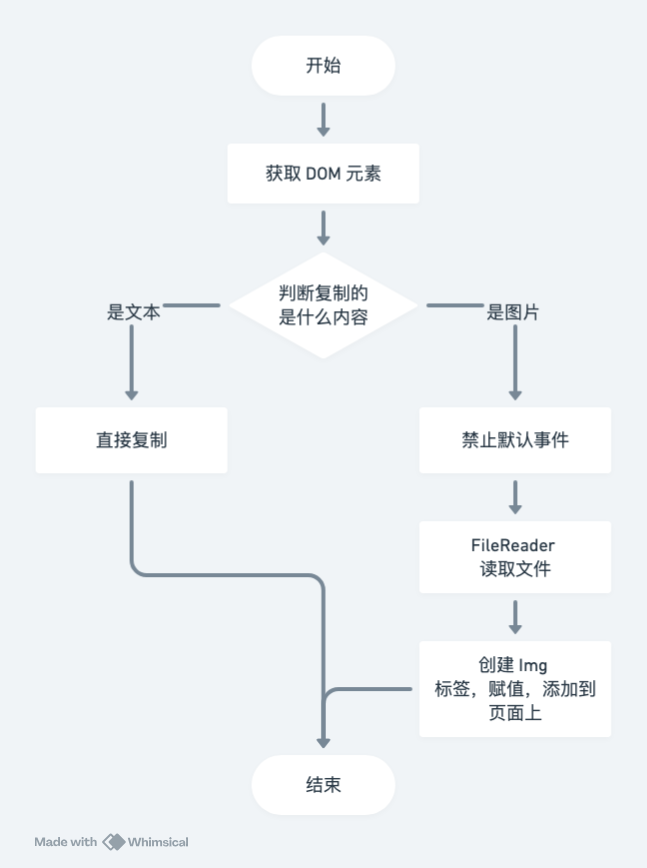 开始
获取 DOM 元素
判断复制的
是什么内容
是文本
是图片
直接复制
禁止默认事件
FileReader
读取文件
创建 Img
标签，赋值，添加到
页面上
结束
Made with Whimsical